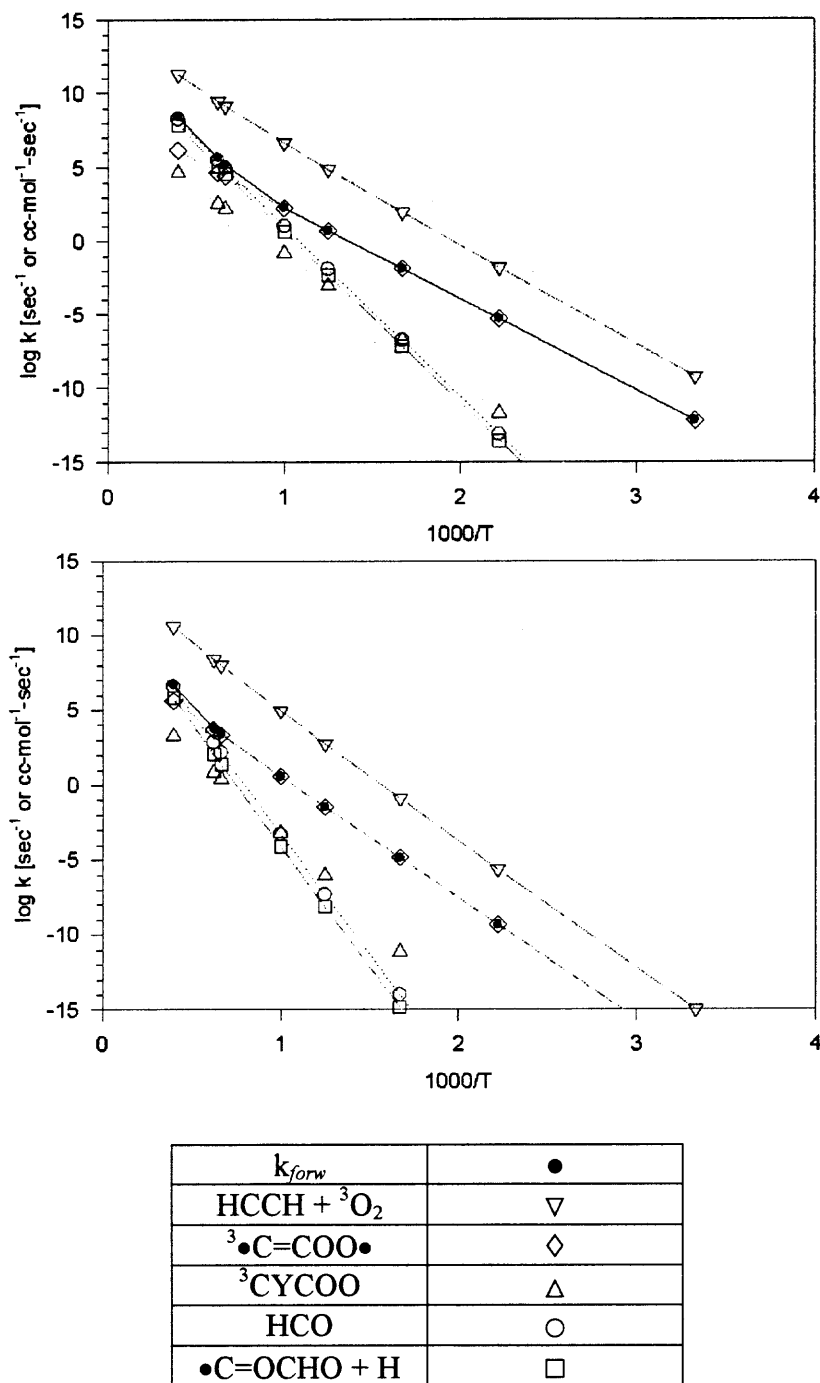 15
10
5
0
-5
-10
-15
log k [sec⁻¹ or cc-mol⁻¹-sec⁻¹]
0 1 2 3 4
1000/T
15
10
5
0
-5
-10
-15
log k [sec⁻¹ or cc-mol⁻¹-sec⁻¹]
0 1 2 3 4
1000/T
k_forw ●
HCCH + ³O₂ ▽
³●C=COO● ◇
³CYCOO △
HCO ○
●C=OCHO + H □